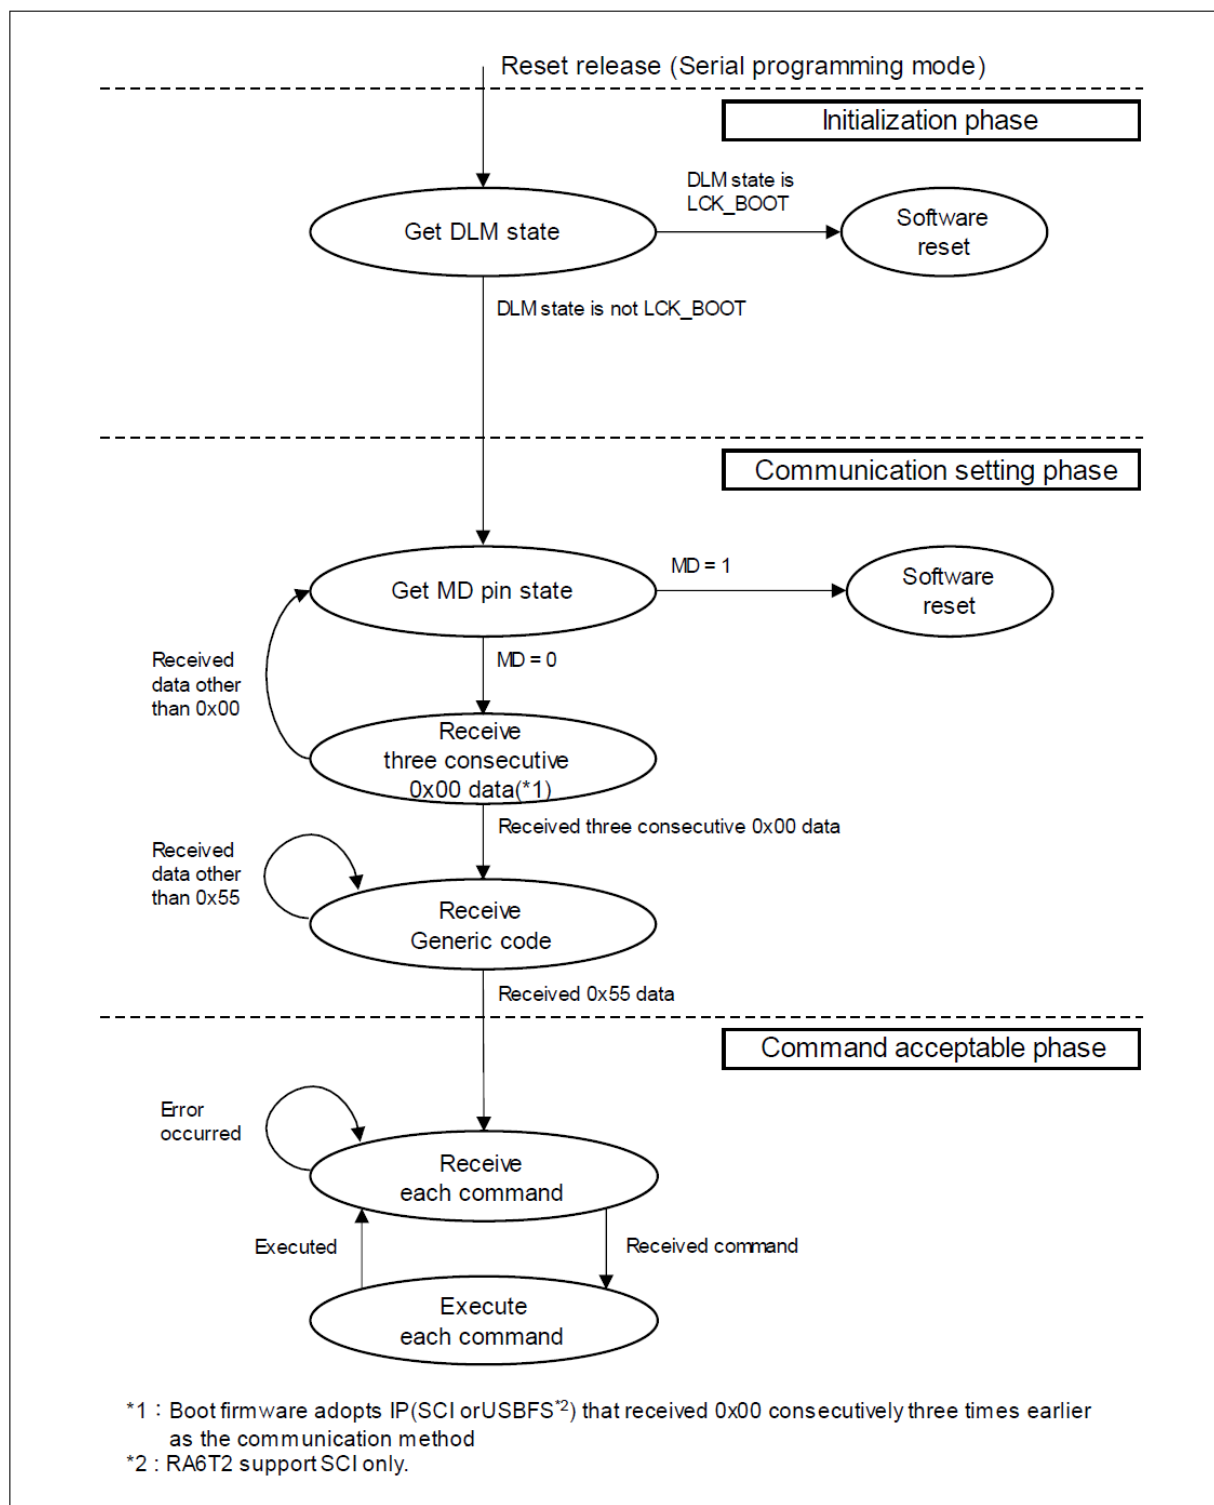 Reset release (Serial programming mode)
Initialization phase
DLM state is
LCK_BOOT
Get DLM state
Software
reset
DLM state is not LCK_BOOT
Communication setting phase
Get MD pin state
MD = 1
Software
reset
MD = 0
Received
data other
than 0x00
Receive
three consecutive
0x00 data(*1)
Received three consecutive 0x00 data
Received
data other
than 0x55
Receive
Generic code
Received 0x55 data
Command acceptable phase
Error
occurred
Receive
each command
Executed
Received command
Execute
each command
*1 : Boot firmware adopts IP(SCI orUSBFS*2) that received 0x00 consecutively three times earlier
as the communication method
*2 : RA6T2 support SCI only.